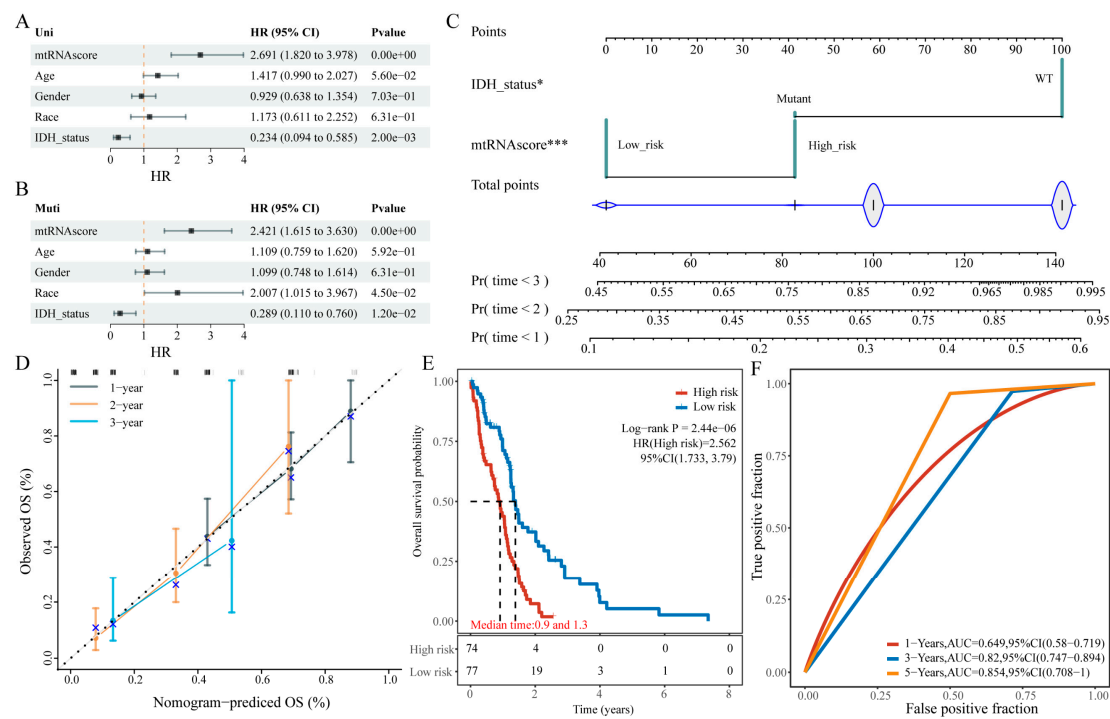 A
Uni HR (95% CI) Pvalue
mtRNAscore 2.691 (1.820 to 3.978) 0.00e+00
Age 1.417 (0.990 to 2.027) 5.60e−02
Gender 0.929 (0.638 to 1.354) 7.03e−01
Race 1.173 (0.611 to 2.252) 6.31e−01
IDH_status 0.234 (0.094 to 0.585) 2.00e−03
0 1 2 3 4
HR
B
Muti HR (95% CI) Pvalue
mtRNAscore 2.421 (1.615 to 3.630) 0.00e+00
Age 1.109 (0.759 to 1.620) 5.92e−01
Gender 1.099 (0.748 to 1.614) 6.31e−01
Race 2.007 (1.015 to 3.967) 4.50e−02
IDH_status 0.289 (0.110 to 0.760) 1.20e−02
0 1 2 3 4
HR
C
Points
0 10 20 30 40 50 60 70 80 90 100
WT
IDH_status*
Mutant
mtRNAscore***
Low_risk
High_risk
Total points
40 60 80 100 120 140
Pr( time < 3 )
0.45 0.55 0.65 0.75 0.85 0.92 0.965 0.985 0.995
Pr( time < 2 )
0.25 0.35 0.45 0.55 0.65 0.75 0.85 0.95
Pr( time < 1 )
0.1 0.2 0.3 0.4 0.5 0.6
D
1−year
2−year
3−year
Observed OS (%)
0.0 0.2 0.4 0.6 0.8 1.0
0.0 0.2 0.4 0.6 0.8 1.0
Nomogram−prediced OS (%)
E
High risk
Low risk
Log−rank P = 2.44e−06
HR(High risk)=2.562
95%CI(1.733, 3.79)
Overall survival probability
1.00
0.75
0.50
0.25
0.00
Median time:0.9 and 1.3
High risk 74 4 0 0 0
Low risk 77 19 3 1 0
0 2 4 6 8
Time (years)
F
True positive fraction
1.00
0.75
0.50
0.25
0.00
1−Years,AUC=0.649,95%CI(0.58−0.719)
3−Years,AUC=0.82,95%CI(0.747−0.894)
5−Years,AUC=0.854,95%CI(0.708−1)
0.00 0.25 0.50 0.75 1.00
False positive fraction